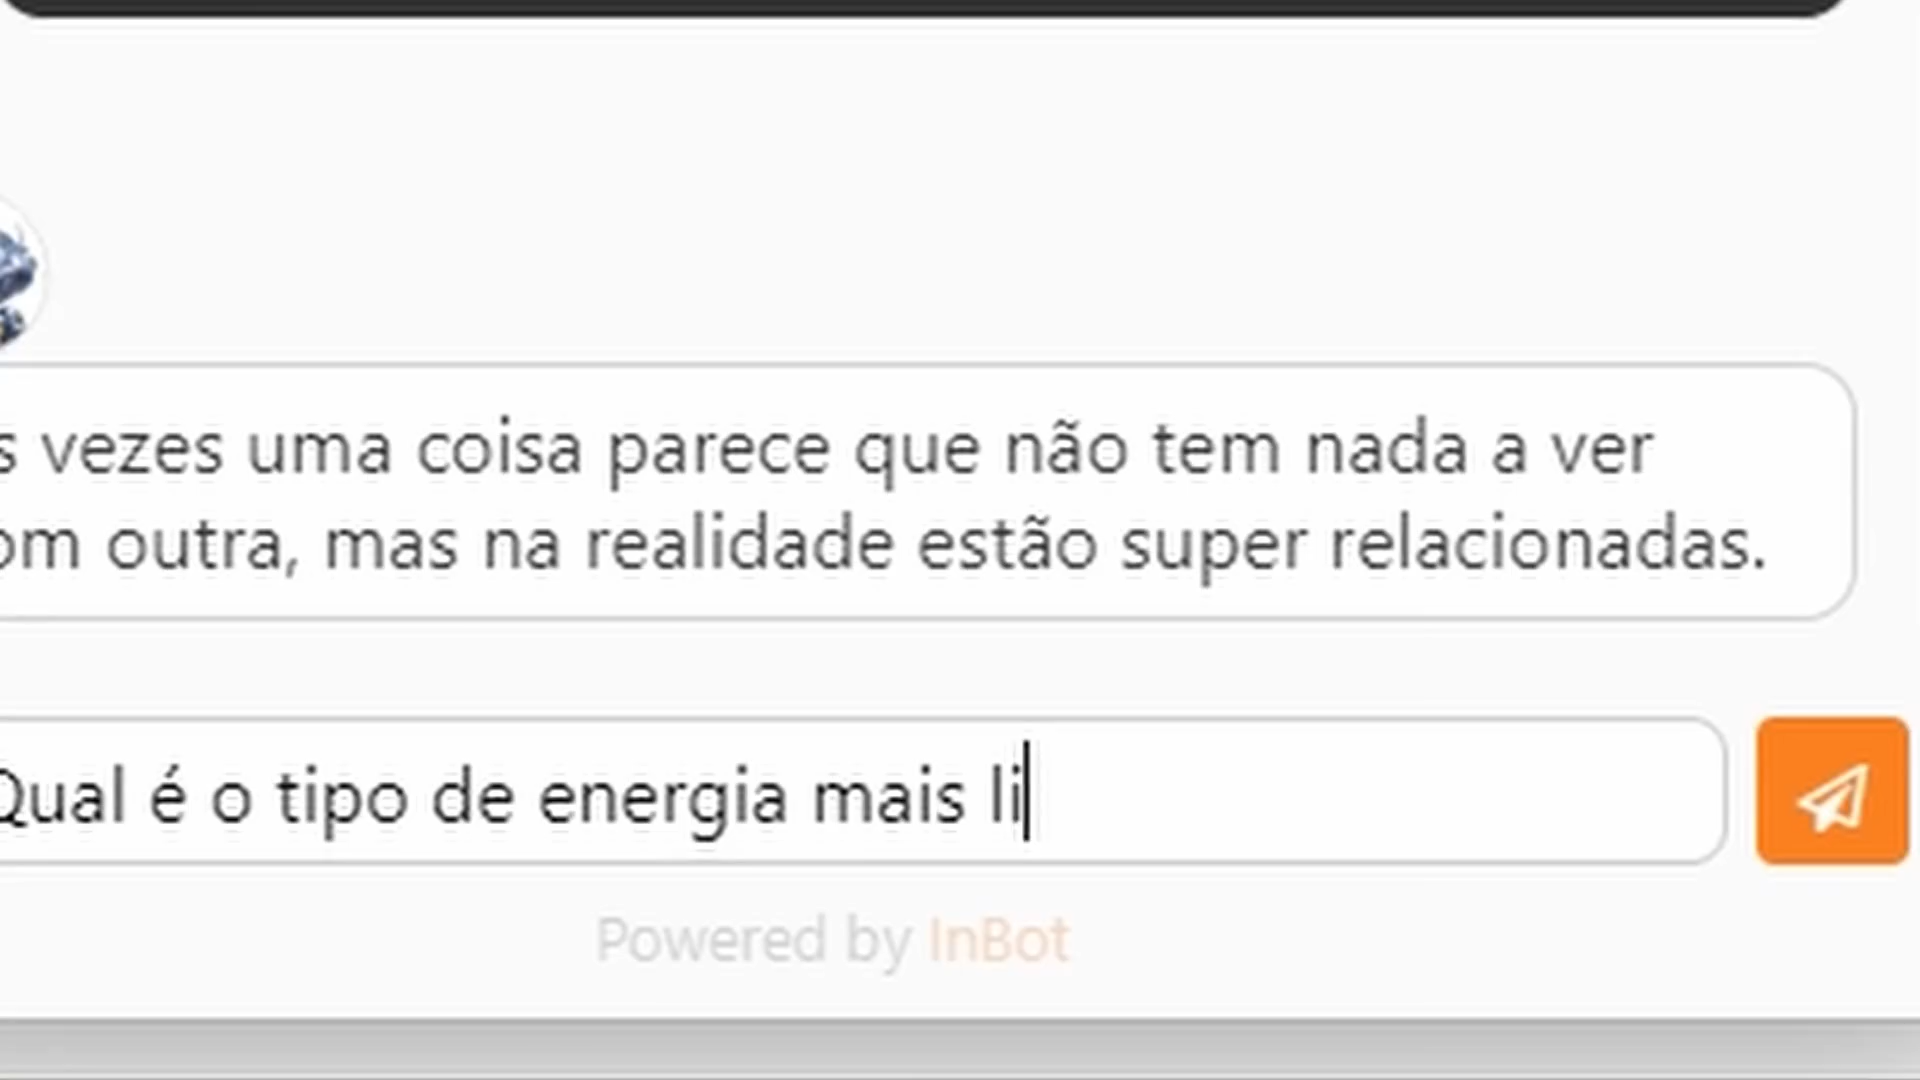 vezes uma coisa parece que não tem nada a ver
outra, mas na realidade estão super relacionadas.
Qual é o tipo de energia mais li
Powered by InBot